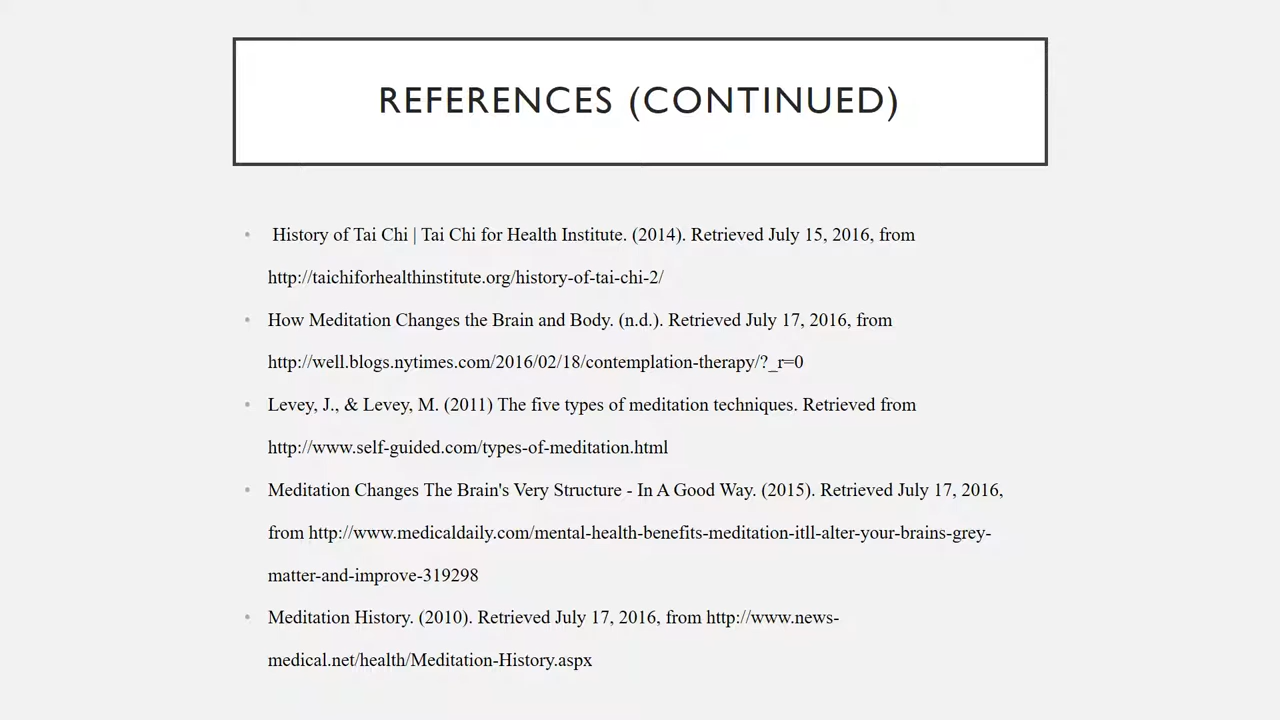 REFERENCES (CONTINUED)
• History of Tai Chi | Tai Chi for Health Institute. (2014). Retrieved July 15, 2016, from
http://taichiforhealthinstitute.org/history-of-tai-chi-2/
• How Meditation Changes the Brain and Body. (n.d.). Retrieved July 17, 2016, from
http://well.blogs.nytimes.com/2016/02/18/contemplation-therapy/?_r=0
• Levey, J., & Levey, M. (2011) The five types of meditation techniques. Retrieved from
http://www.self-guided.com/types-of-meditation.html
• Meditation Changes The Brain's Very Structure - In A Good Way. (2015). Retrieved July 17, 2016,
from http://www.medicaldaily.com/mental-health-benefits-meditation-itll-alter-your-brains-grey-
matter-and-improve-319298
• Meditation History. (2010). Retrieved July 17, 2016, from http://www.news-
medical.net/health/Meditation-History.aspx